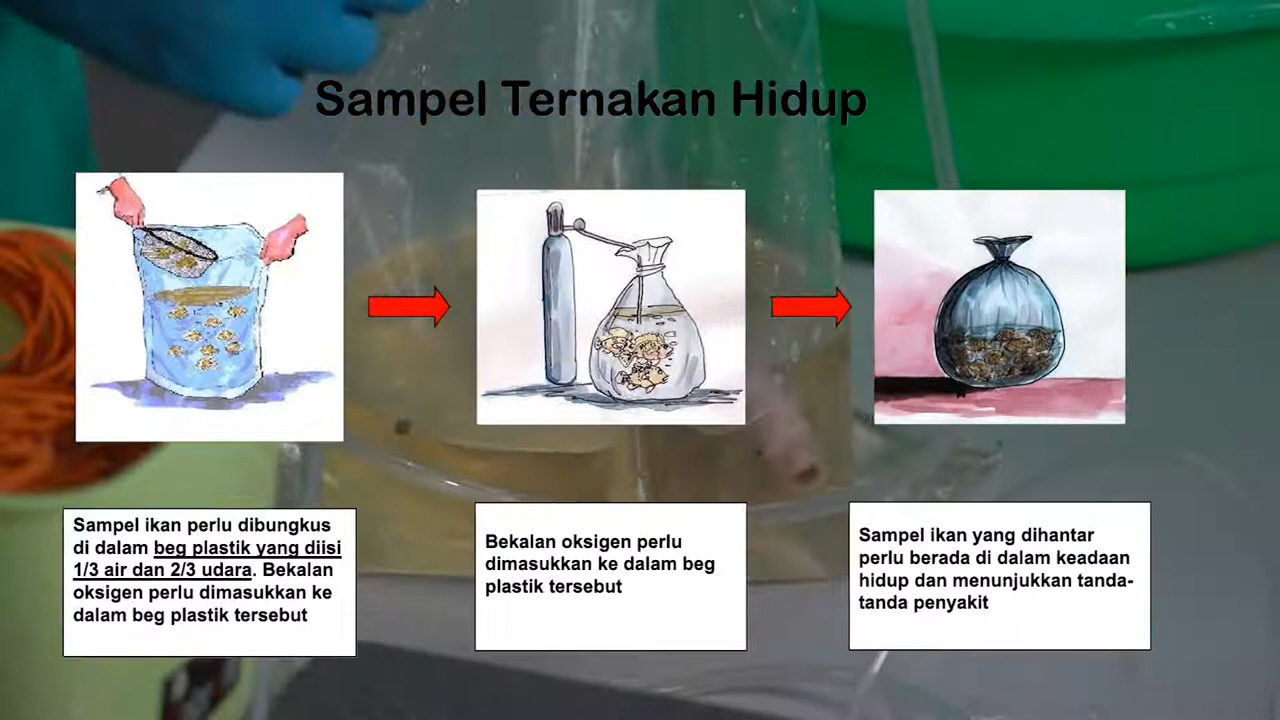 Sampel Ternakan Hidup
Sampel ikan perlu dibungkus
di dalam beg plastik yang diisi
1/3 air dan 2/3 udara. Bekalan
oksigen perlu dimasukkan ke
dalam beg plastik tersebut
Bekalan oksigen perlu
dimasukkan ke dalam beg
plastik tersebut
Sampel ikan yang dihantar
perlu berada di dalam keadaan
hidup dan menunjukkan tanda-
tanda penyakit